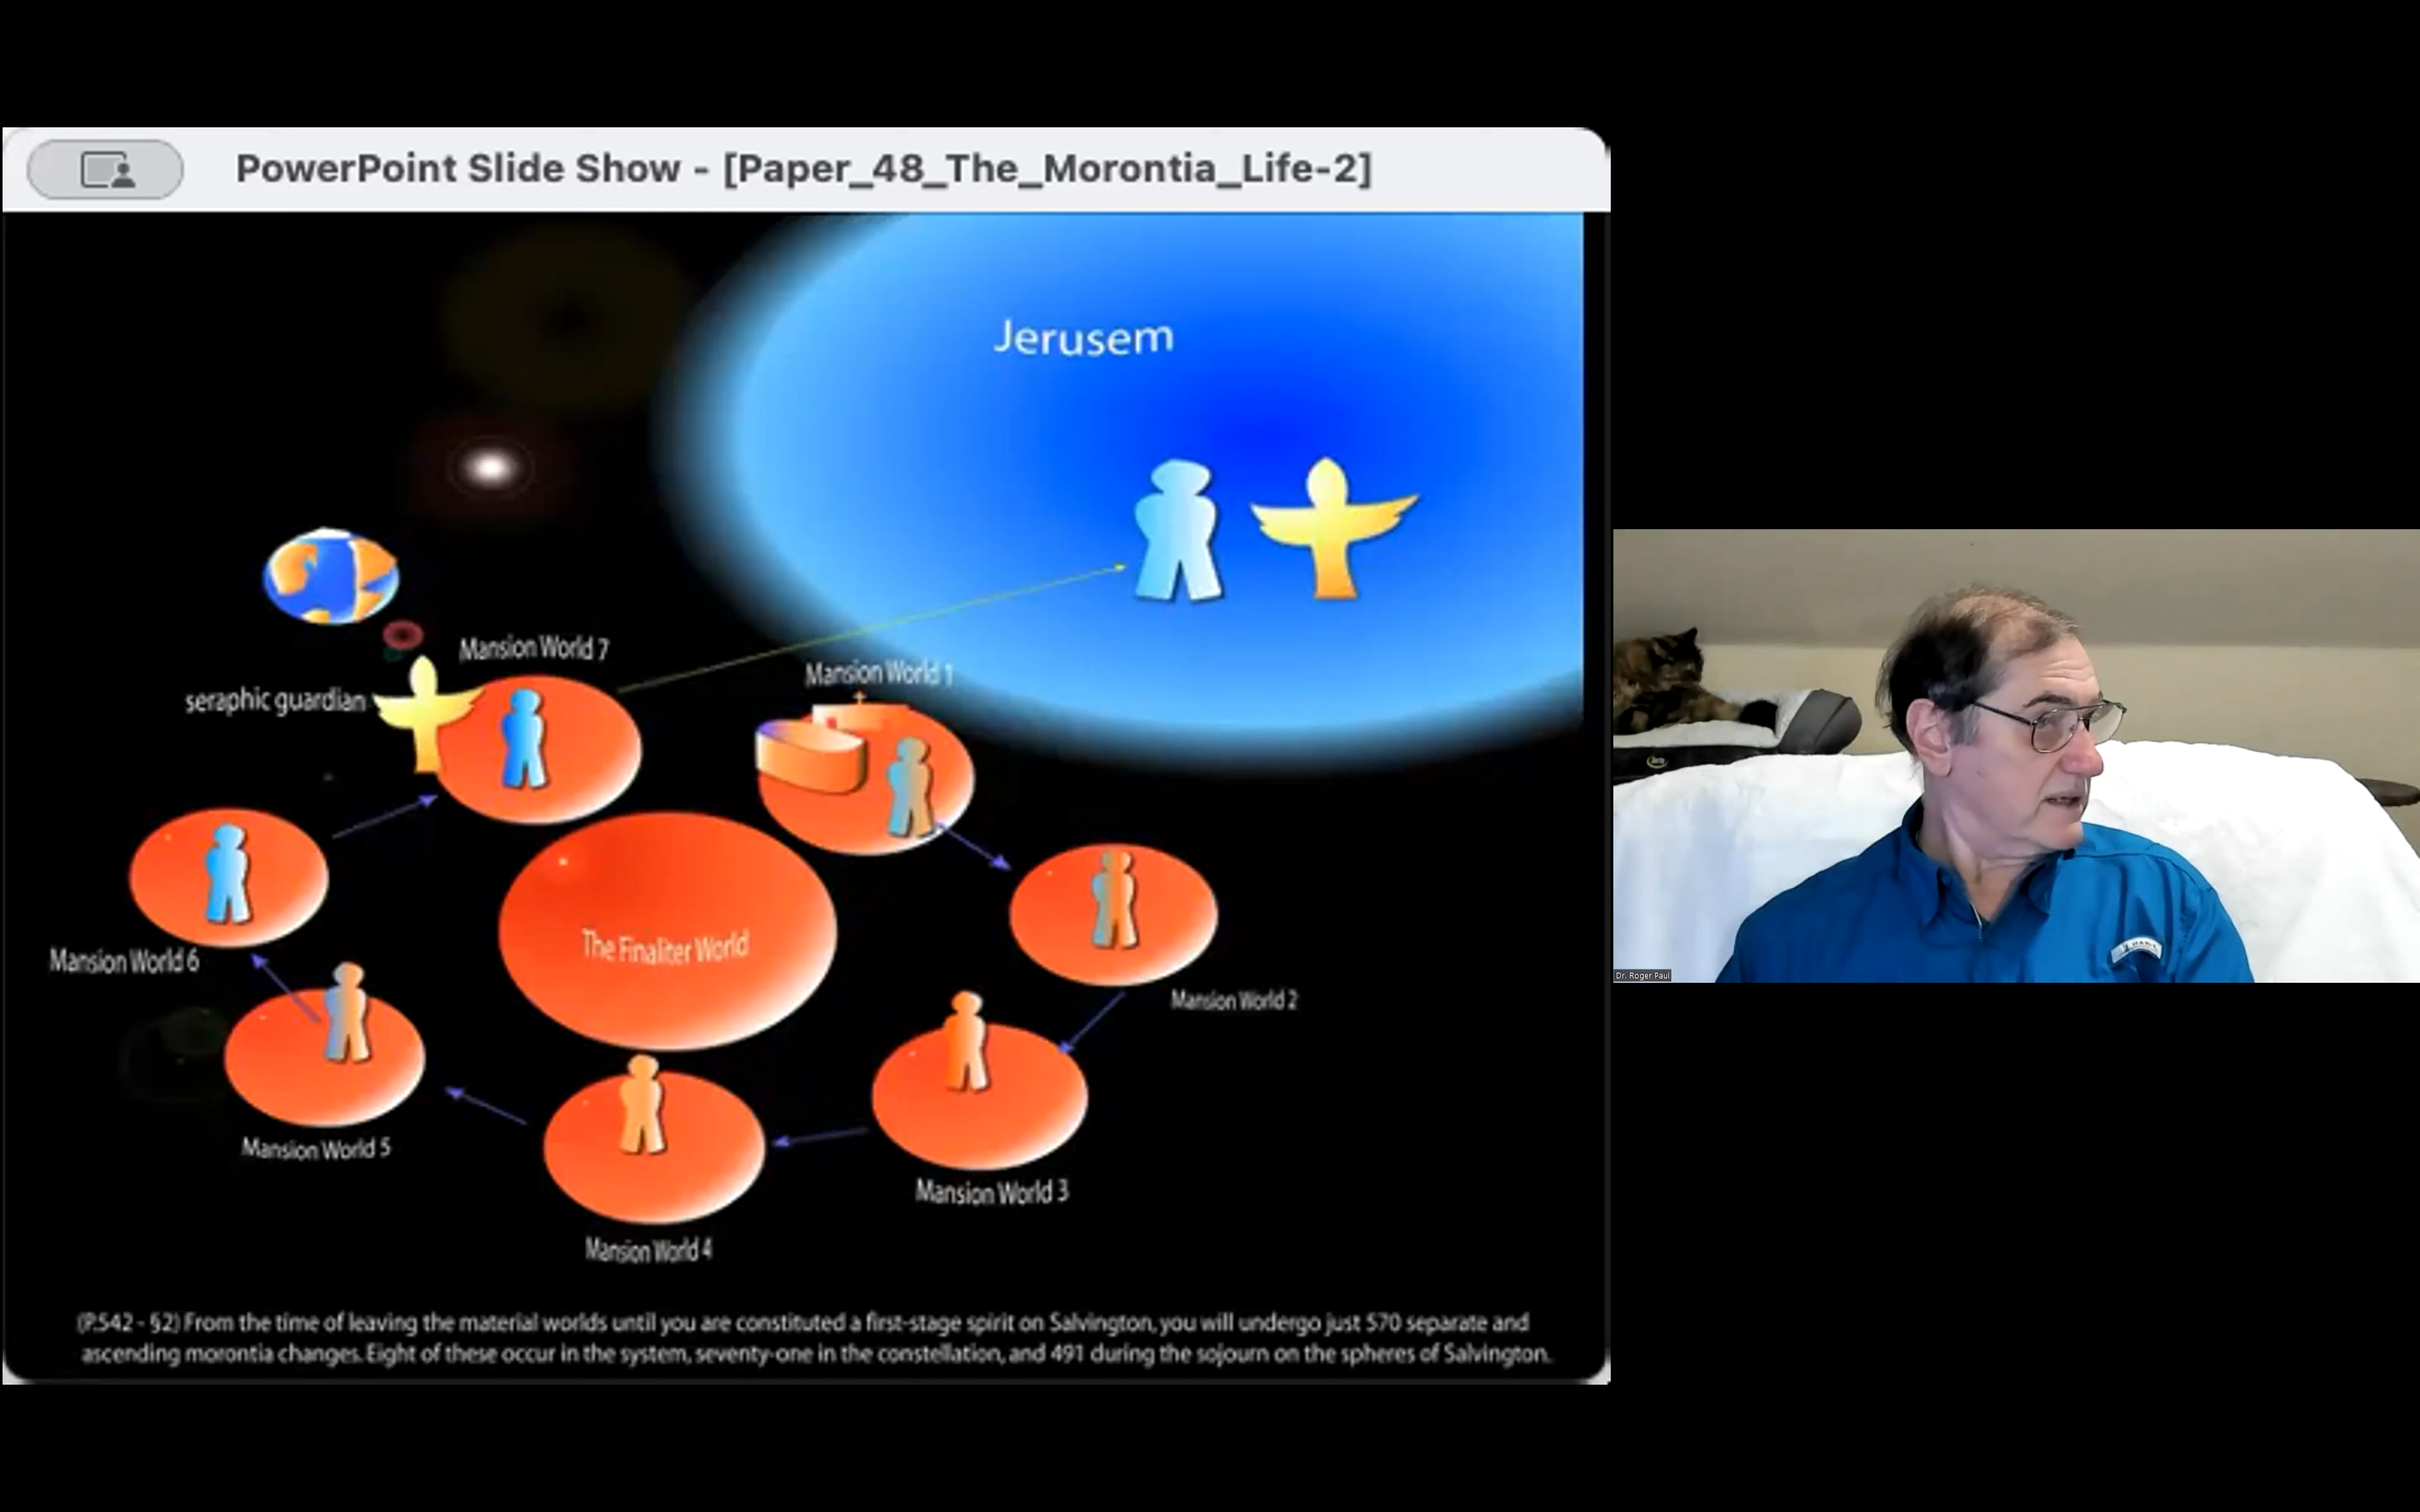 PowerPoint Slide Show - [Paper_48_The_Morontia_Life-2]
Jerusem
Mansion World 7
Mansion World 1
seraphic guardian
The Finaliter World
Mansion World 6
Mansion World 2
Mansion World 5
Mansion World 3
Mansion World 4
(P.542 - §2) From the time of leaving the material worlds until you are constituted a first-stage spirit on Salvington, you will undergo just 570 separate and
ascending morontia changes. Eight of these occur in the system, seventy-one in the constellation, and 491 during the sojourn on the spheres of Salvington.
Dr. Roger Paul